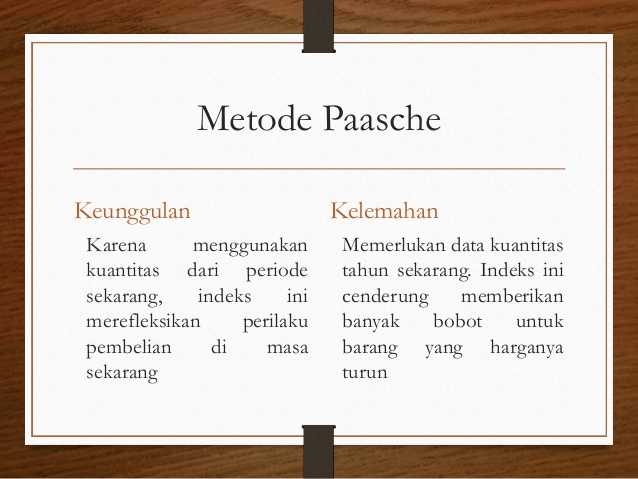 Metode Paasche
Keunggulan
Karena menggunakan
kuantitas dari periode
sekarang, indeks ini
merefleksikan perilaku
pembelian di masa
sekarang
Kelemahan
Memerlukan data kuantitas
tahun sekarang. Indeks ini
cenderung memberikan
banyak bobot untuk
barang yang harganya
turun